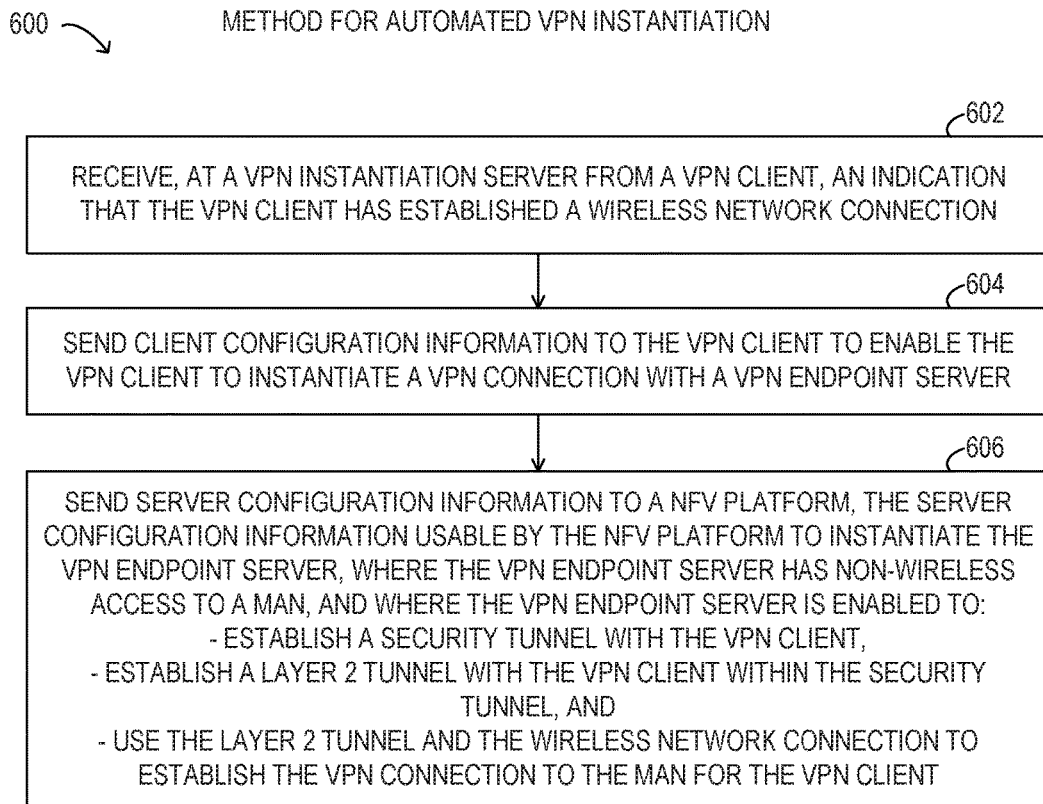 600
METHOD FOR AUTOMATED VPN INSTANTIATION
602
RECEIVE, AT A VPN INSTANTIATION SERVER FROM A VPN CLIENT, AN INDICATION
THAT THE VPN CLIENT HAS ESTABLISHED A WIRELESS NETWORK CONNECTION
604
SEND CLIENT CONFIGURATION INFORMATION TO THE VPN CLIENT TO ENABLE THE
VPN CLIENT TO INSTANTIATE A VPN CONNECTION WITH A VPN ENDPOINT SERVER
606
SEND SERVER CONFIGURATION INFORMATION TO A NFV PLATFORM, THE SERVER
CONFIGURATION INFORMATION USABLE BY THE NFV PLATFORM TO INSTANTIATE THE
VPN ENDPOINT SERVER, WHERE THE VPN ENDPOINT SERVER HAS NON-WIRELESS
ACCESS TO A MAN, AND WHERE THE VPN ENDPOINT SERVER IS ENABLED TO:
- ESTABLISH A SECURITY TUNNEL WITH THE VPN CLIENT,
- ESTABLISH A LAYER 2 TUNNEL WITH THE VPN CLIENT WITHIN THE SECURITY
TUNNEL, AND
- USE THE LAYER 2 TUNNEL AND THE WIRELESS NETWORK CONNECTION TO
ESTABLISH THE VPN CONNECTION TO THE MAN FOR THE VPN CLIENT